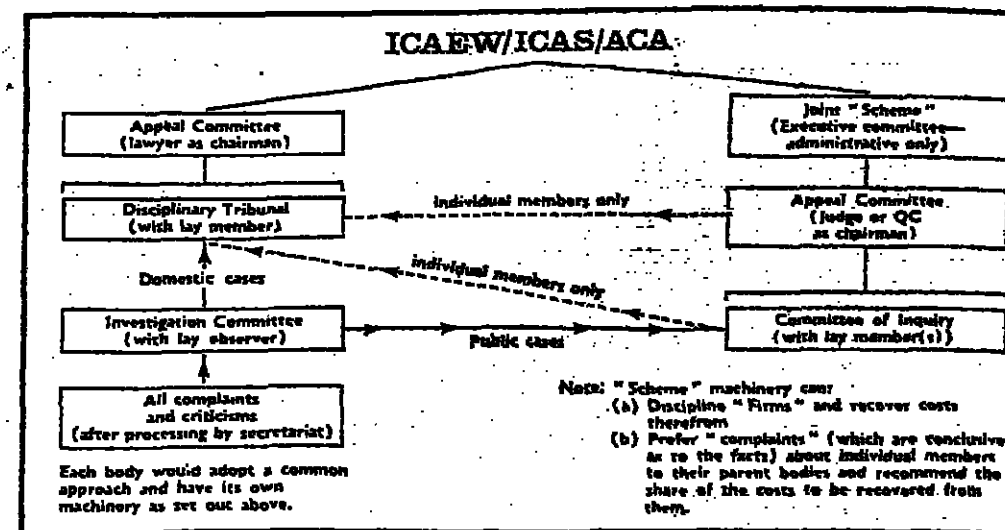 ICAEW/ICAS/ACA
Appeal Committee
(lawyer as chairman)
Joint "Scheme"
(Executive committee—
administrative only)
Disciplinary Tribunal
(with lay member)
individual members only
Appeal Committee
(Judge or QC
as chairman)
individual members only
Domestic cases
Investigation Committee
(with lay observer)
Public cases
Committee of Inquiry
(with lay member(s)
All complaints
and criticisms
(after processing by secretariat)
Note: "Scheme" machinery can:
(a) Discipline "Firms" and recover costs
therefrom
(b) Prefer "complaints" (which are conclusive
as to the facts) about individual members
to their parent bodies and recommend the
share of the costs to be recovered from
them.
Each body would adopt a common
approach and have its own
machinery as set out above.